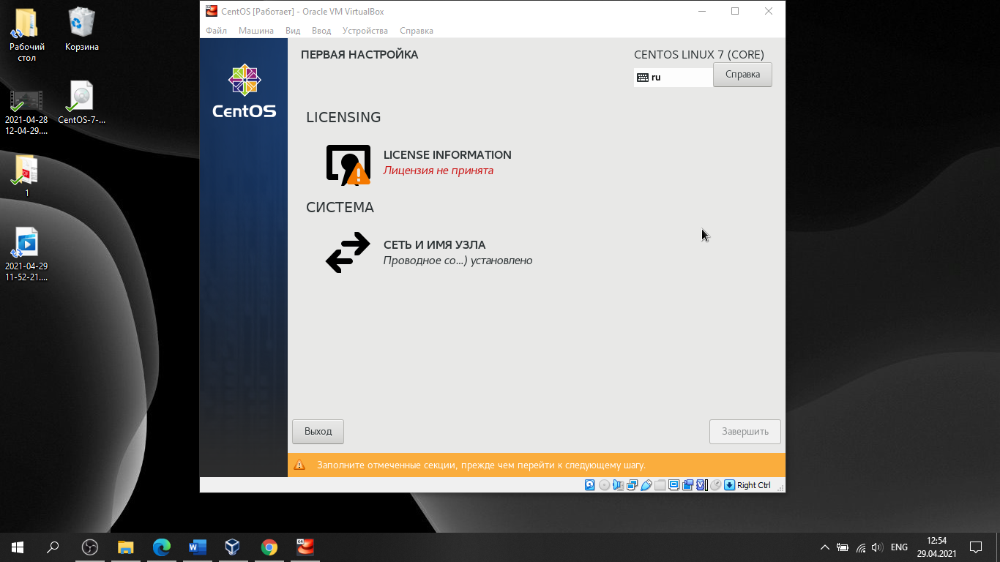 Рабочий
стол
Корзина
2021-04-28
12-04-29....
CentOS-7-...
1
2021-04-29
11-52-21....
CentOS [Работает] - Oracle VM VirtualBox
Файл Машина Вид Ввод Устройства Справка
CentOS
ПЕРВАЯ НАСТРОЙКА
CENTOS LINUX 7 (CORE)
ru
Справка
LICENSING
LICENSE INFORMATION
Лицензия не принята
СИСТЕМА
СЕТЬ И ИМЯ УЗЛА
Проводное со...) установлено
Выход
Завершить
Заполните отмеченные секции, прежде чем перейти к следующему шагу.
Right Ctrl
ENG
12:54
29.04.2021